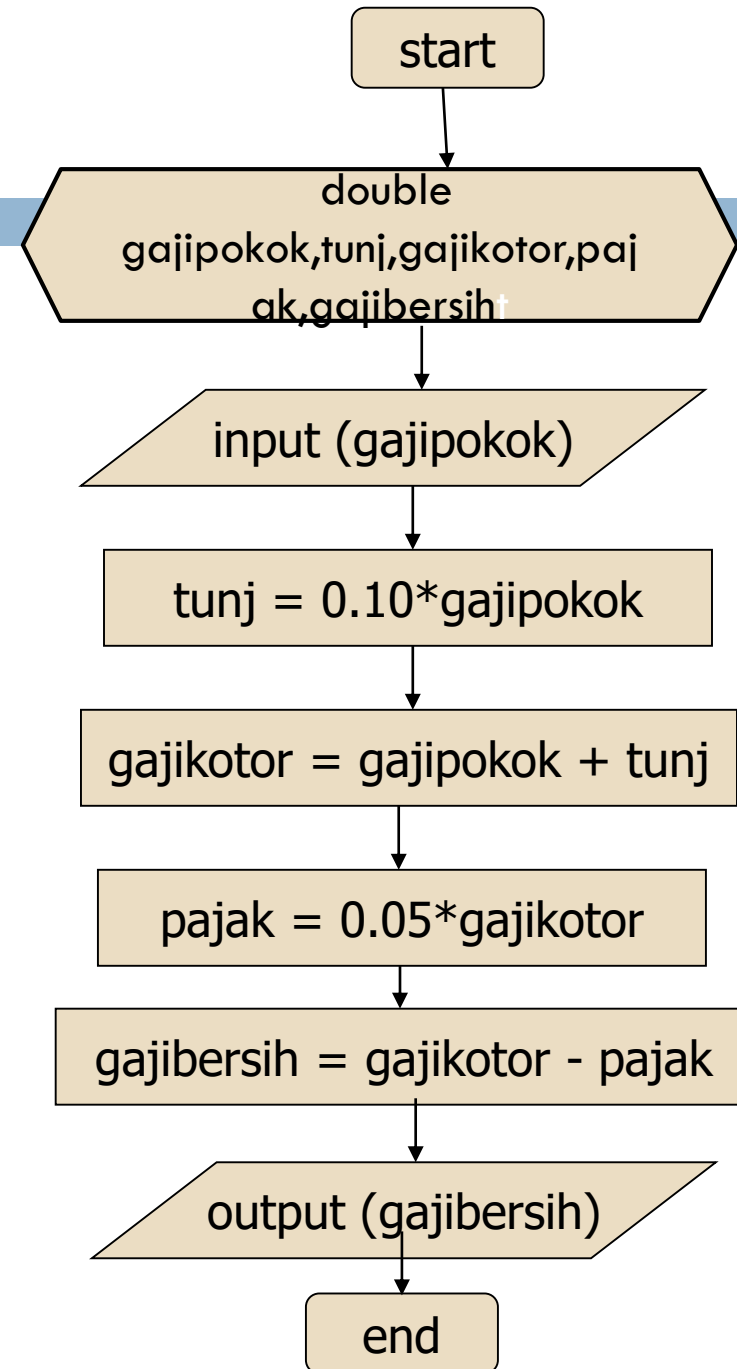 start
double
gajipokok,tunj,gajikotor,paj
ak,gajibersiht
input (gajipokok)
tunj = 0.10*gajipokok
gajikotor = gajipokok + tunj
pajak = 0.05*gajikotor
gajibersih = gajikotor - pajak
output (gajibersih)
end